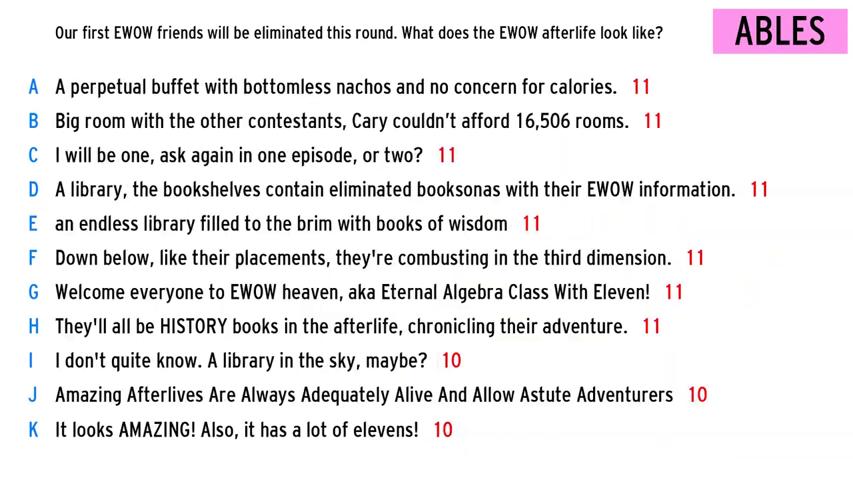 Our first EWOW friends will be eliminated this round. What does the EWOW afterlife look like?
ABLES
A A perpetual buffet with bottomless nachos and no concern for calories. 11
B Big room with the other contestants, Cary couldn't afford 16,506 rooms. 11
C I will be one, ask again in one episode, or two? 11
D A library, the bookshelves contain eliminated booksonas with their EWOW information. 11
E an endless library filled to the brim with books of wisdom 11
F Down below, like their placements, they're combusting in the third dimension. 11
G Welcome everyone to EWOW heaven, aka Eternal Algebra Class With Eleven! 11
H They'll all be HISTORY books in the afterlife, chronicling their adventure. 11
I I don't quite know. A library in the sky, maybe? 10
J Amazing Afterlives Are Always Adequately Alive And Allow Astute Adventurers 10
K It looks AMAZING! Also, it has a lot of elevens! 10